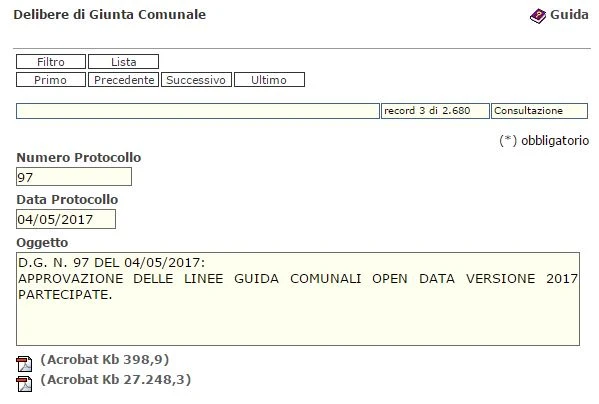 Delibere di Giunta Comunale
Guida
Filtro Lista
Primo Precedente Successivo Ultimo
record 3 di 2.680 Consultazione
(*) obbligatorio
Numero Protocollo
97
Data Protocollo
04/05/2017
Oggetto
D.G. N. 97 DEL 04/05/2017:
APPROVAZIONE DELLE LINEE GUIDA COMUNALI OPEN DATA VERSIONE 2017
PARTECIPATE.
(Acrobat Kb 398,9)
(Acrobat Kb 27.248,3)